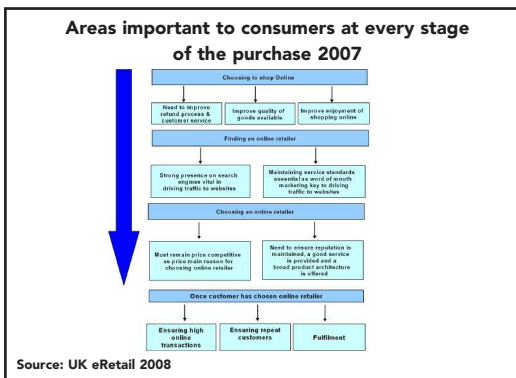 Areas important to consumers at every stage
of the purchase 2007
Choosing to shop Online
Need to improve
refund process &
customer service
Improve quality of
goods available
Improve enjoyment of
shopping online
Finding an online retailer
Strong presence on search
engines vital in
driving traffic to websites
Maintaining service standards
essential as word of mouth
marketing key to driving
traffic to websites
Choosing an online retailer
Must remain price competitive
as price main reason for
choosing online retailer
Need to ensure reputation is
maintained, a good service
is provided and a
broad product architecture
is offered
Once customer has chosen online retailer
Ensuring high
online
transactions
Ensuring repeat
customers
Fulfilment
Source: UK eRetail 2008